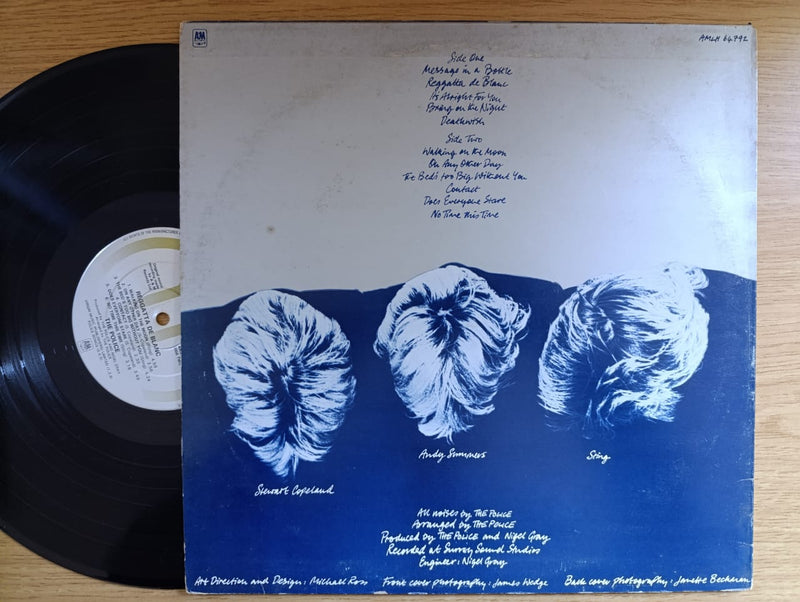 A&M
AMLH 64792
Side One
Message in a Bottle
Reggatta de Blanc
It's Alright For You
Bring on the Night
Deathwish
Side Two
Walking on the Moon
On Any Other Day
The Bed's too Big Without You
Contact
Does Everyone Stare
No Time This Time
REGGATTA DE BLANC
THE POLICE
Stewart Copeland
Andy Summers
Sting
All noises by THE POLICE
Arranged by THE POLICE
Produced by THE POLICE and Nigel Gray
Recorded at Surrey Sound Studios
Engineer: Nigel Gray
Art Direction and Design: Michael Ross Front cover photography: James Wedge Back cover photography: Janette Beckman